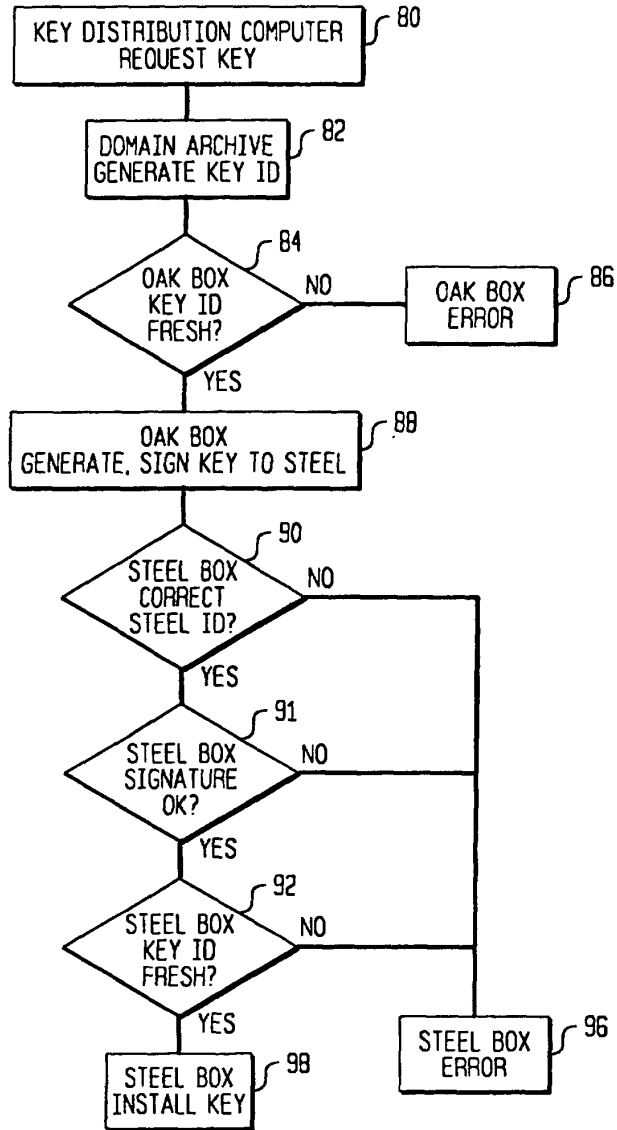 KEY DISTRIBUTION COMPUTER
REQUEST KEY
80
DOMAIN ARCHIVE
GENERATE KEY ID
82
OAK BOX
KEY ID
FRESH?
84
NO
OAK BOX
ERROR
86
YES
OAK BOX
GENERATE, SIGN KEY TO STEEL
88
STEEL BOX
CORRECT
STEEL ID?
90
NO
YES
STEEL BOX
SIGNATURE
OK?
91
NO
YES
STEEL BOX
KEY ID
FRESH?
92
NO
YES
STEEL BOX
ERROR
96
STEEL BOX
INSTALL KEY
98